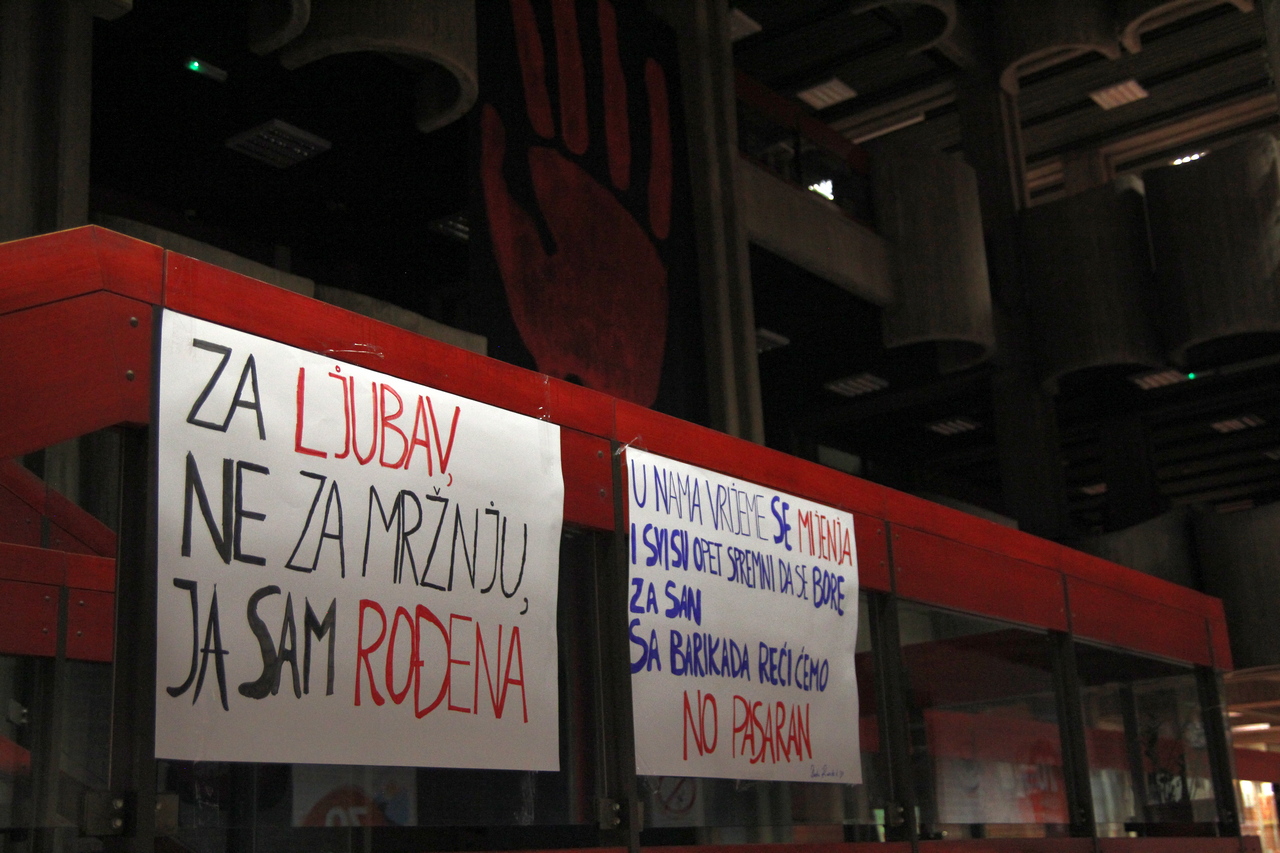 ZA LJUBAV,
NE ZA MRŽNJU,
JA SAM ROĐENA
U NAMA VRIJEME SE MIJENJA
I SVI SU OPET SPREMNI DA SE BORE
ZA SAN
SA BARIKADA REĆI ĆEMO
NO PASARAN